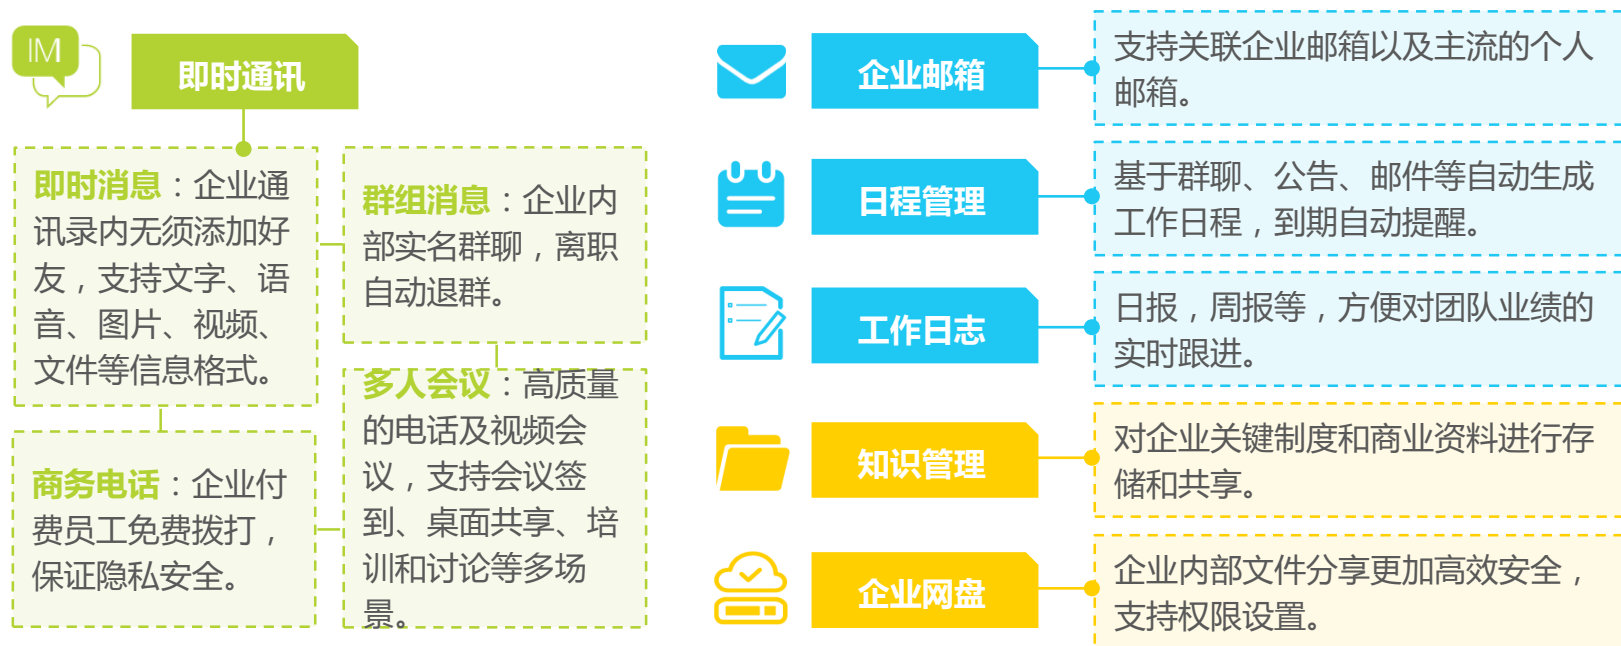 IM
即时通讯
即时消息：企业通
讯录内无须添加好
友，支持文字、语
音、图片、视频、
文件等信息格式。
群组消息：企业内
部实名群聊，离职
自动退群。
商务电话：企业付
费员工免费拨打，
保证隐私安全。
多人会议：高质量
的电话及视频会
议，支持会议签
到、桌面共享、培
训和讨论等多场
景。
企业邮箱
支持关联企业邮箱以及主流的个人
邮箱。
日程管理
基于群聊、公告、邮件等自动生成
工作日程，到期自动提醒。
工作日志
日报，周报等，方便对团队业绩的
实时跟进。
知识管理
对企业关键制度和商业资料进行存
储和共享。
企业网盘
企业内部文件分享更加高效安全，
支持权限设置。